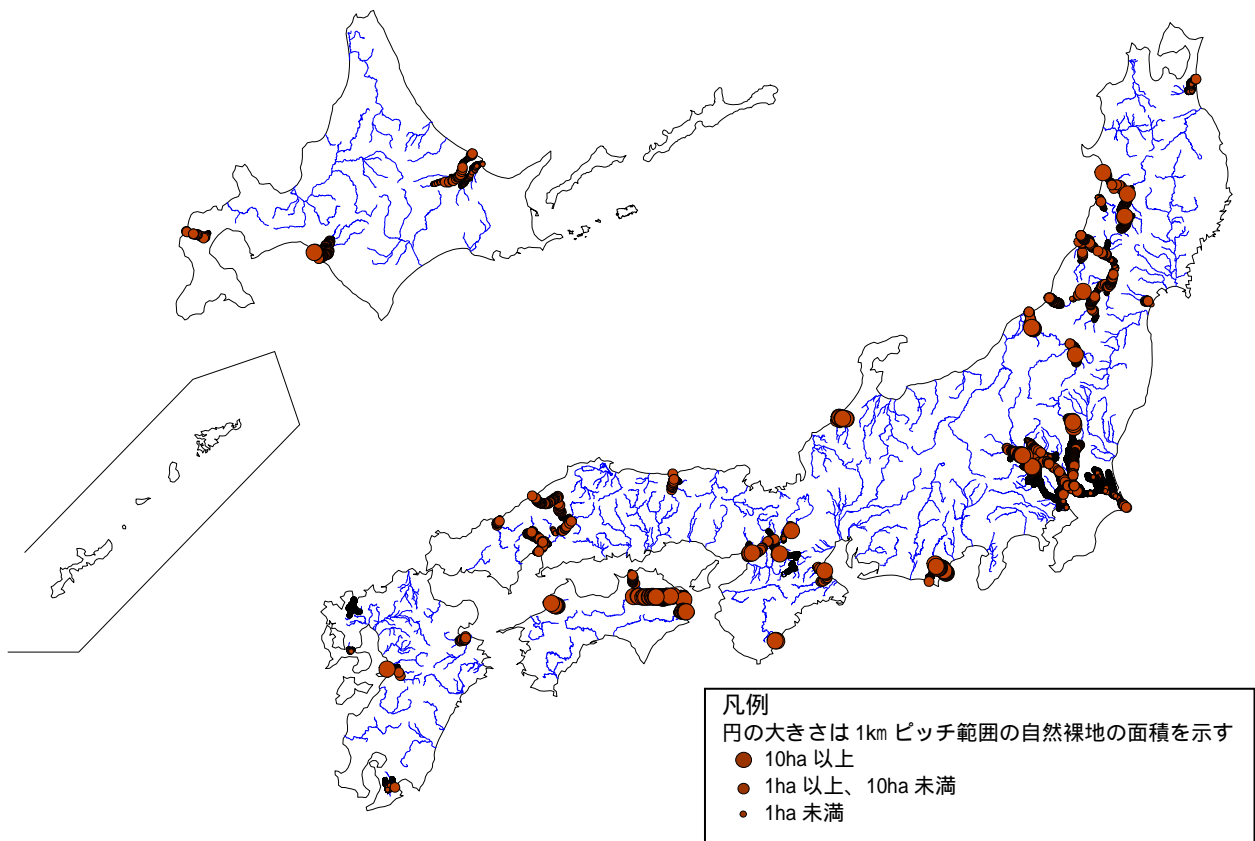 凡例
円の大きさは 1km ピッチ範囲の自然裸地の面積を示す
10ha 以上
1ha 以上、10ha 未満
1ha 未満